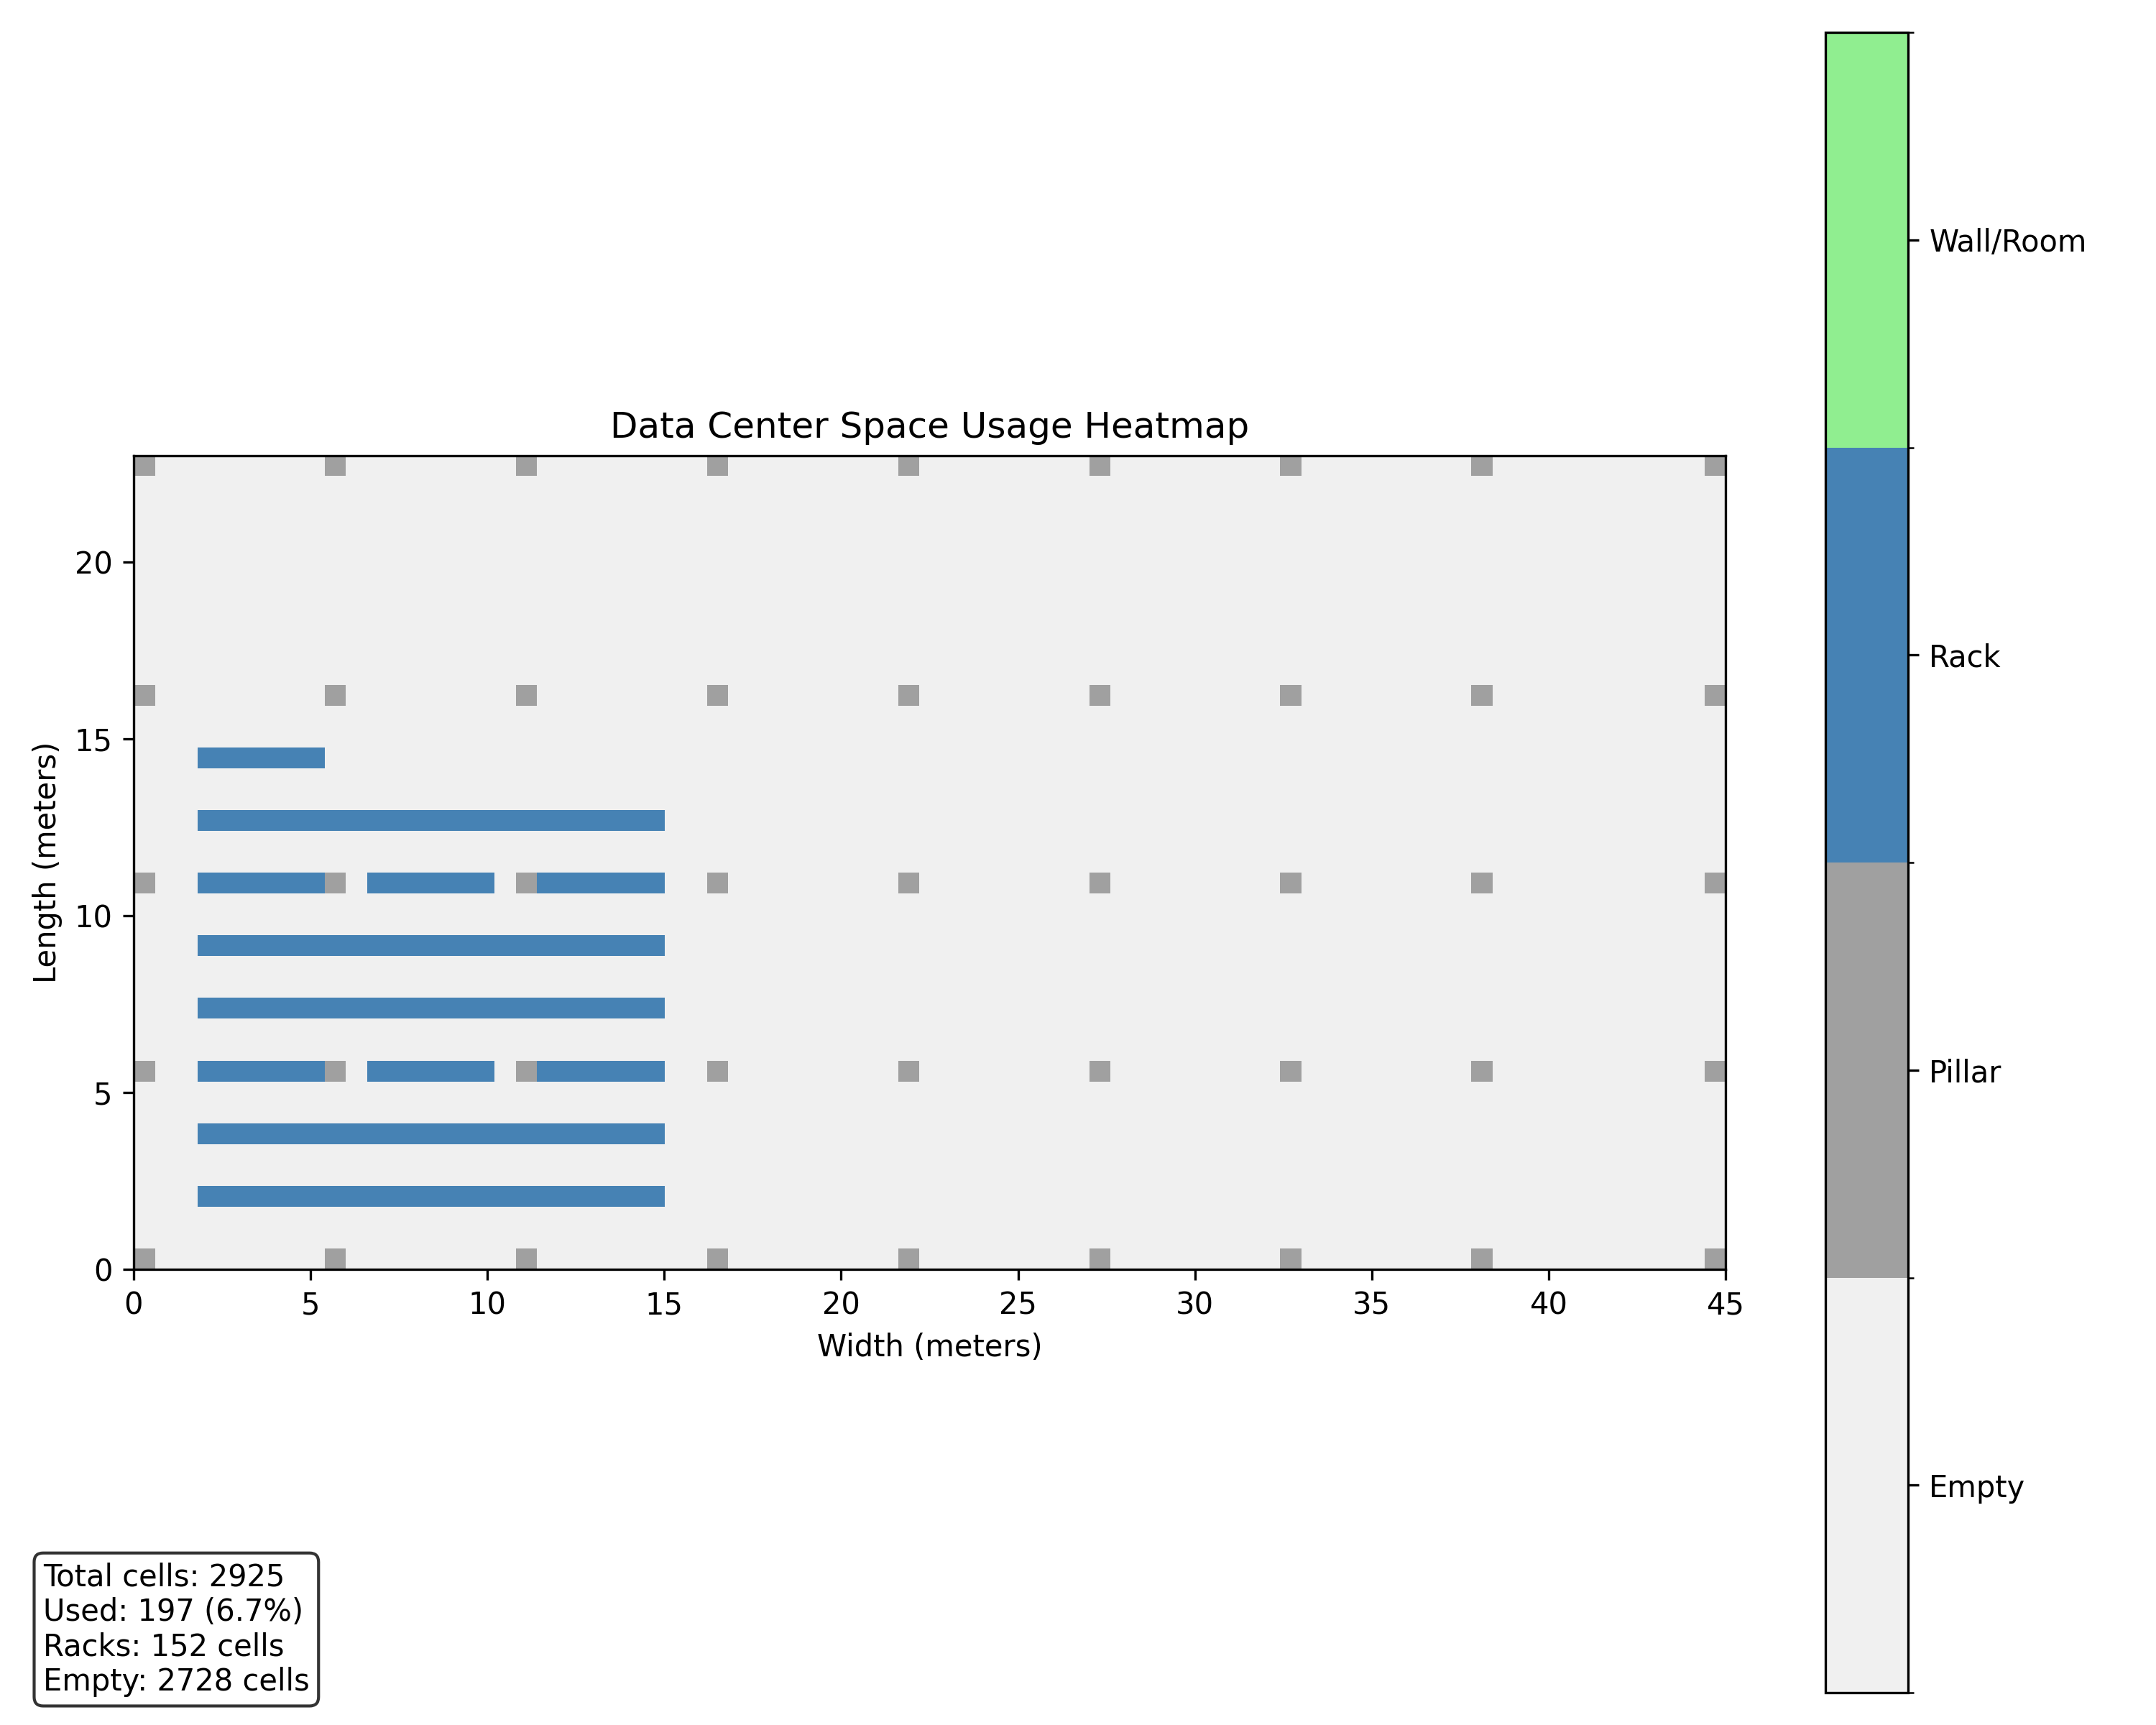 Data Center Space Usage Heatmap
Wall/Room
Rack
Pillar
Empty
Length (meters)
20
15
10
5
0
0 5 10 15 20 25 30 35 40 45
Width (meters)
Total cells: 2925
Used: 197 (6.7%)
Racks: 152 cells
Empty: 2728 cells